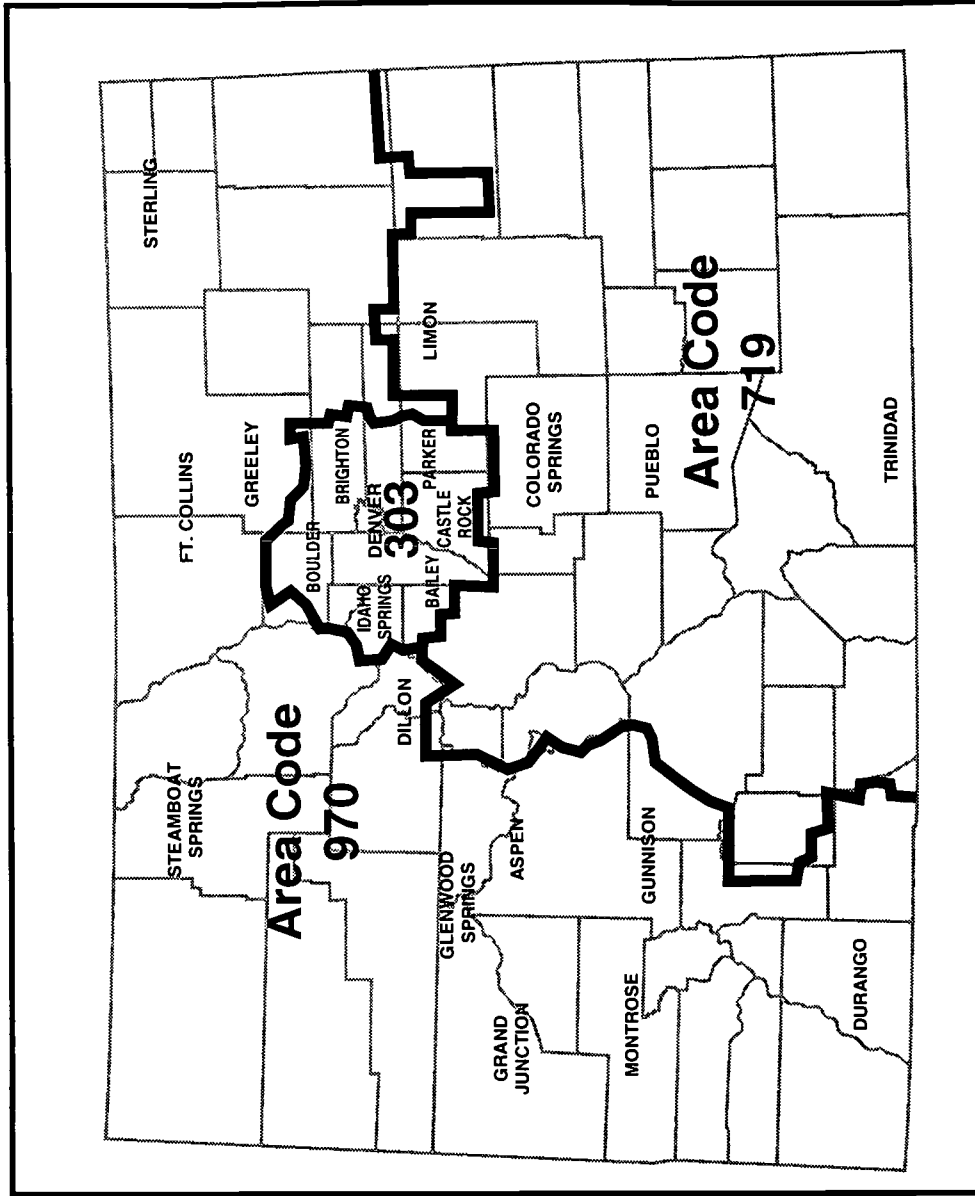 STERLING
FT. COLLINS
GREELEY
STEAMBOAT
SPRINGS
Area Code
970
BOULDER
BRIGHTON
DENVER
303
IDAHO
SPRINGS
PARKER
CASTLE
ROCK
BAILEY
LIMON
DILLON
GLENWOOD
SPRINGS
ASPEN
GRAND
JUNCTION
COLORADO
SPRINGS
PUEBLO
Area Code
719
GUNNISON
MONTROSE
DURANGO
TRINIDAD